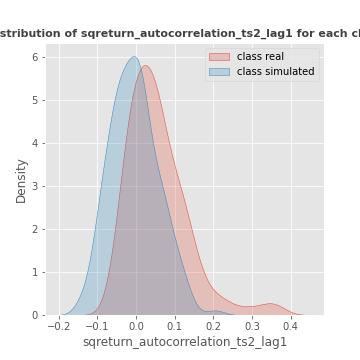 stribution of sqreturn_autocorrelation_ts2_lag1 for each cl
class real
class simulated
6
5
4
3
2
1
0
Density
−0.2 −0.1 0.0 0.1 0.2 0.3 0.4
sqreturn_autocorrelation_ts2_lag1